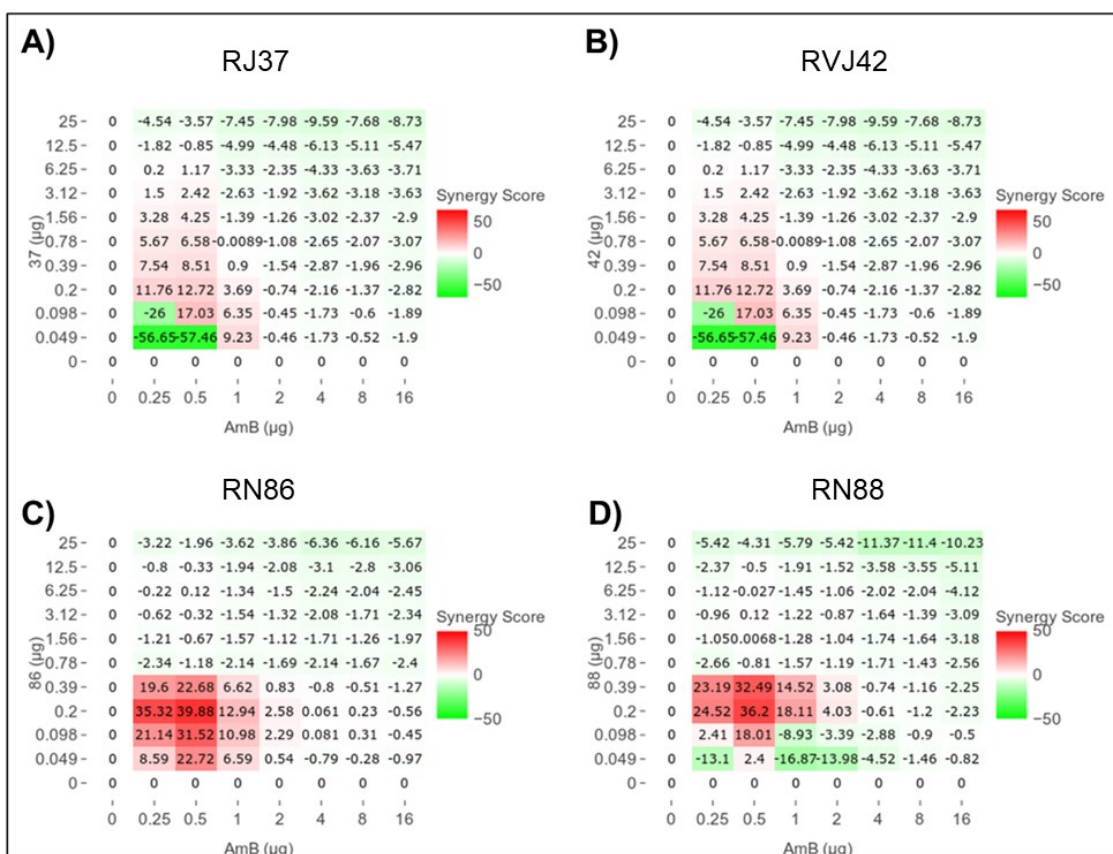 A)
RJ37
25 - 0 -4.54 -3.57 -7.45 -7.98 -9.59 -7.68 -8.73
12.5 - 0 -1.82 -0.85 -4.99 -4.48 -6.13 -5.11 -5.47
6.25 - 0 0.2 1.17 -3.33 -2.35 -4.33 -3.63 -3.71
3.12 - 0 1.5 2.42 -2.63 -1.92 -3.62 -3.18 -3.63
1.56 - 0 3.28 4.25 -1.39 -1.26 -3.02 -2.37 -2.9
0.78 - 0 5.67 6.58 -0.0089 -1.08 -2.65 -2.07 -3.07
0.39 - 0 7.54 8.51 0.9 -1.54 -2.87 -1.96 -2.96
0.2 - 0 11.76 12.72 3.69 -0.74 -2.16 -1.37 -2.82
0.098 - 0 -26 17.03 6.35 -0.45 -1.73 -0.6 -1.89
0.049 - 0 -56.65 -57.46 9.23 -0.46 -1.73 -0.52 -1.9
0 - 0 0 0 0 0 0 0 0
37 (µg)
0 0.25 0.5 1 2 4 8 16
AmB (µg)
Synergy Score
50
0
−50
B)
RVJ42
25 - 0 -4.54 -3.57 -7.45 -7.98 -9.59 -7.68 -8.73
12.5 - 0 -1.82 -0.85 -4.99 -4.48 -6.13 -5.11 -5.47
6.25 - 0 0.2 1.17 -3.33 -2.35 -4.33 -3.63 -3.71
3.12 - 0 1.5 2.42 -2.63 -1.92 -3.62 -3.18 -3.63
1.56 - 0 3.28 4.25 -1.39 -1.26 -3.02 -2.37 -2.9
0.78 - 0 5.67 6.58 -0.0089 -1.08 -2.65 -2.07 -3.07
0.39 - 0 7.54 8.51 0.9 -1.54 -2.87 -1.96 -2.96
0.2 - 0 11.76 12.72 3.69 -0.74 -2.16 -1.37 -2.82
0.098 - 0 -26 17.03 6.35 -0.45 -1.73 -0.6 -1.89
0.049 - 0 -56.65 -57.46 9.23 -0.46 -1.73 -0.52 -1.9
0 - 0 0 0 0 0 0 0 0
42 (µg)
0 0.25 0.5 1 2 4 8 16
AmB (µg)
Synergy Score
50
0
−50
C)
RN86
25 - 0 -3.22 -1.96 -3.62 -3.86 -6.36 -6.16 -5.67
12.5 - 0 -0.8 -0.33 -1.94 -2.08 -3.1 -2.8 -3.06
6.25 - 0 -0.22 0.12 -1.34 -1.5 -2.24 -2.04 -2.45
3.12 - 0 -0.62 -0.32 -1.54 -1.32 -2.08 -1.71 -2.34
1.56 - 0 -1.21 -0.67 -1.57 -1.12 -1.71 -1.26 -1.97
0.78 - 0 -2.34 -1.18 -2.14 -1.69 -2.14 -1.67 -2.4
0.39 - 0 19.6 22.68 6.62 0.83 -0.8 -0.51 -1.27
0.2 - 0 35.32 39.88 12.94 2.58 0.061 0.23 -0.56
0.098 - 0 21.14 31.52 10.98 2.29 0.081 0.31 -0.45
0.049 - 0 8.59 22.72 6.59 0.54 -0.79 -0.28 -0.97
0 - 0 0 0 0 0 0 0 0
86 (µg)
0 0.25 0.5 1 2 4 8 16
AmB (µg)
Synergy Score
50
0
−50
D)
RN88
25 - 0 -5.42 -4.31 -5.79 -5.42 -11.37 -11.4 -10.23
12.5 - 0 -2.37 -0.5 -1.91 -1.52 -3.58 -3.55 -5.11
6.25 - 0 -1.12 -0.027 -1.45 -1.06 -2.02 -2.04 -4.12
3.12 - 0 -0.96 0.12 -1.22 -0.87 -1.64 -1.39 -3.09
1.56 - 0 -1.05 0.0068 -1.28 -1.04 -1.74 -1.64 -3.18
0.78 - 0 -2.66 -0.81 -1.57 -1.19 -1.71 -1.43 -2.56
0.39 - 0 23.19 32.49 14.52 3.08 -0.74 -1.16 -2.25
0.2 - 0 24.52 36.2 18.11 4.03 -0.61 -1.2 -2.23
0.098 - 0 2.41 18.01 -8.93 -3.39 -2.88 -0.9 -0.5
0.049 - 0 -13.1 2.4 -16.87 -13.98 -4.52 -1.46 -0.82
0 - 0 0 0 0 0 0 0 0
88 (µg)
0 0.25 0.5 1 2 4 8 16
AmB (µg)
Synergy Score
50
0
−50